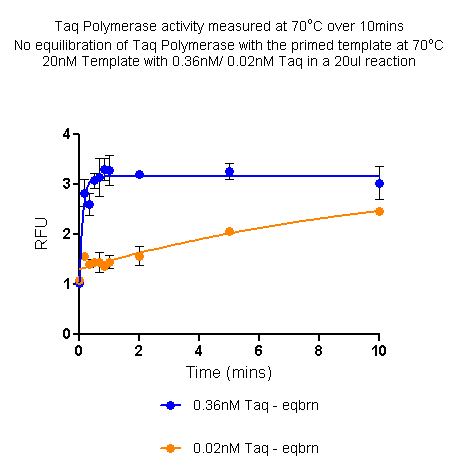 Taq Polymerase activity measured at 70°C over 10mins
No equilibration of Taq Polymerase with the primed template at 70°C
20nM Template with 0.36nM/ 0.02nM Taq in a 20ul reaction
4
3
2
1
0
RFU
0 2 4 6 8 10
Time (mins)
0.36nM Taq - eqbrn
0.02nM Taq - eqbrn